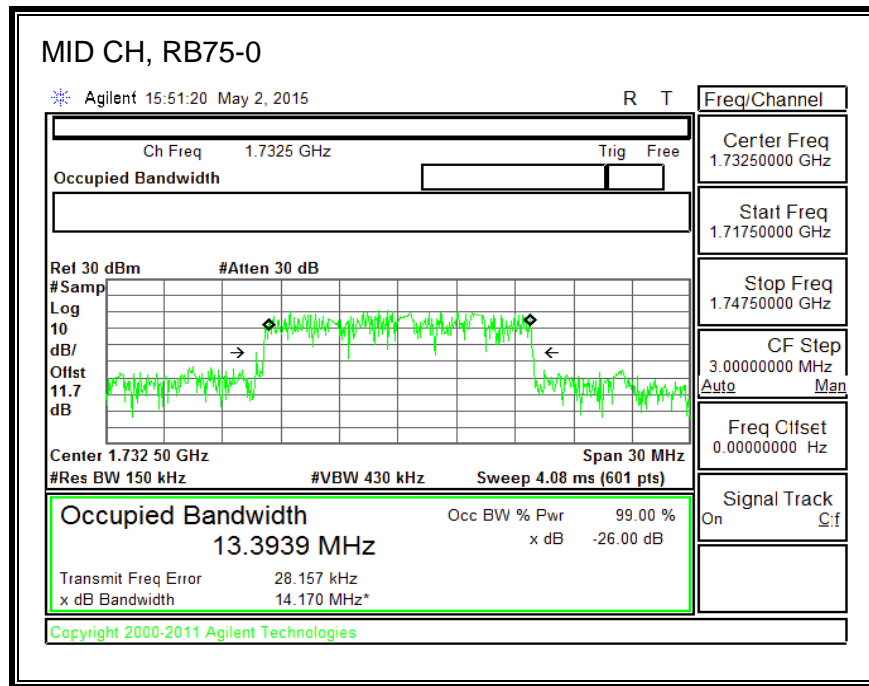 MID CH, RB75-0
Agilent 15:51:20 May 2, 2015 R T
Freq/Channel
Ch Freq 1.7325 GHz Trig Free
Occupied Bandwidth
Center Freq
1.73250000 GHz
Start Freq
1.71750000 GHz
Stop Freq
1.74750000 GHz
CF Step
3.00000000 MHz
Auto Man
Freq Offset
0.00000000 Hz
Signal Track
On Off
Ref 30 dBm #Atten 30 dB
#Samp
Log
10
dB/
Offst
11.7
dB
Center 1.732 50 GHz Span 30 MHz
#Res BW 150 kHz #VBW 430 kHz Sweep 4.08 ms (601 pts)
Occupied Bandwidth Occ BW % Pwr 99.00 %
13.3939 MHz x dB -26.00 dB
Transmit Freq Error 28.157 kHz
x dB Bandwidth 14.170 MHz*
Copyright 2000-2011 Agilent Technologies